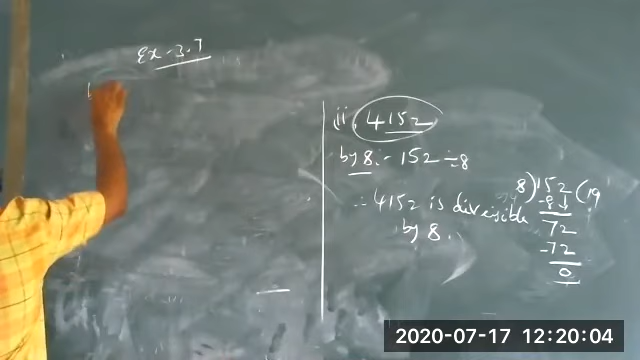 Ex-3.7
ii 4152
by 8:- 152 ÷8
∴ 4152 is diveisible
by 8.
8)152(19
-8↓
72
-72
0
2020-07-17 12:20:04